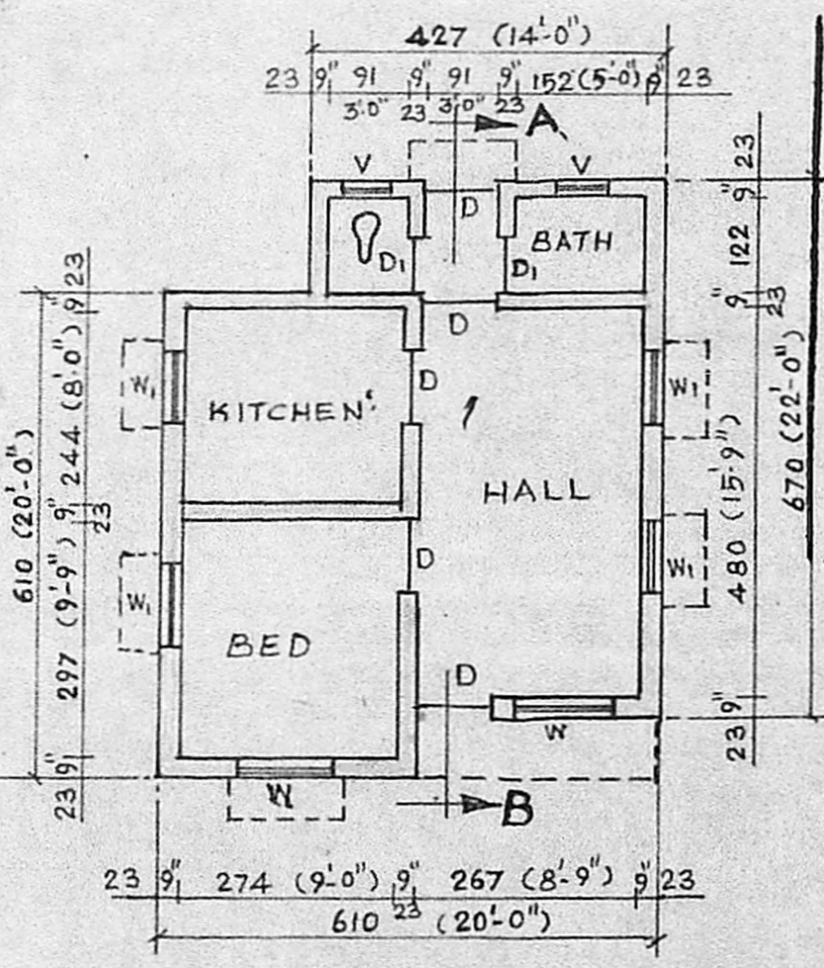 427 (14'-0")
23 9" 91 9" 91 9" 152(5'-0) 9" 23
3'.0" 23 3'.0" 23
A
V V
23
9"
D
BATH
122
D1 D1
23
9"
9"
23
D
W1
D
W1
KITCHEN
244 (8'-0")
HALL
670 (22'-0")
9"
23
480 (15'-9")
610 (20'-0")
D
W1
W1
BED
297 (9'-9")
D
W
9"
23
9"
23
W
B
23 9" 274 (9'-0") 9" 267 (8'-9") 9" 23
23
610 (20'-0")